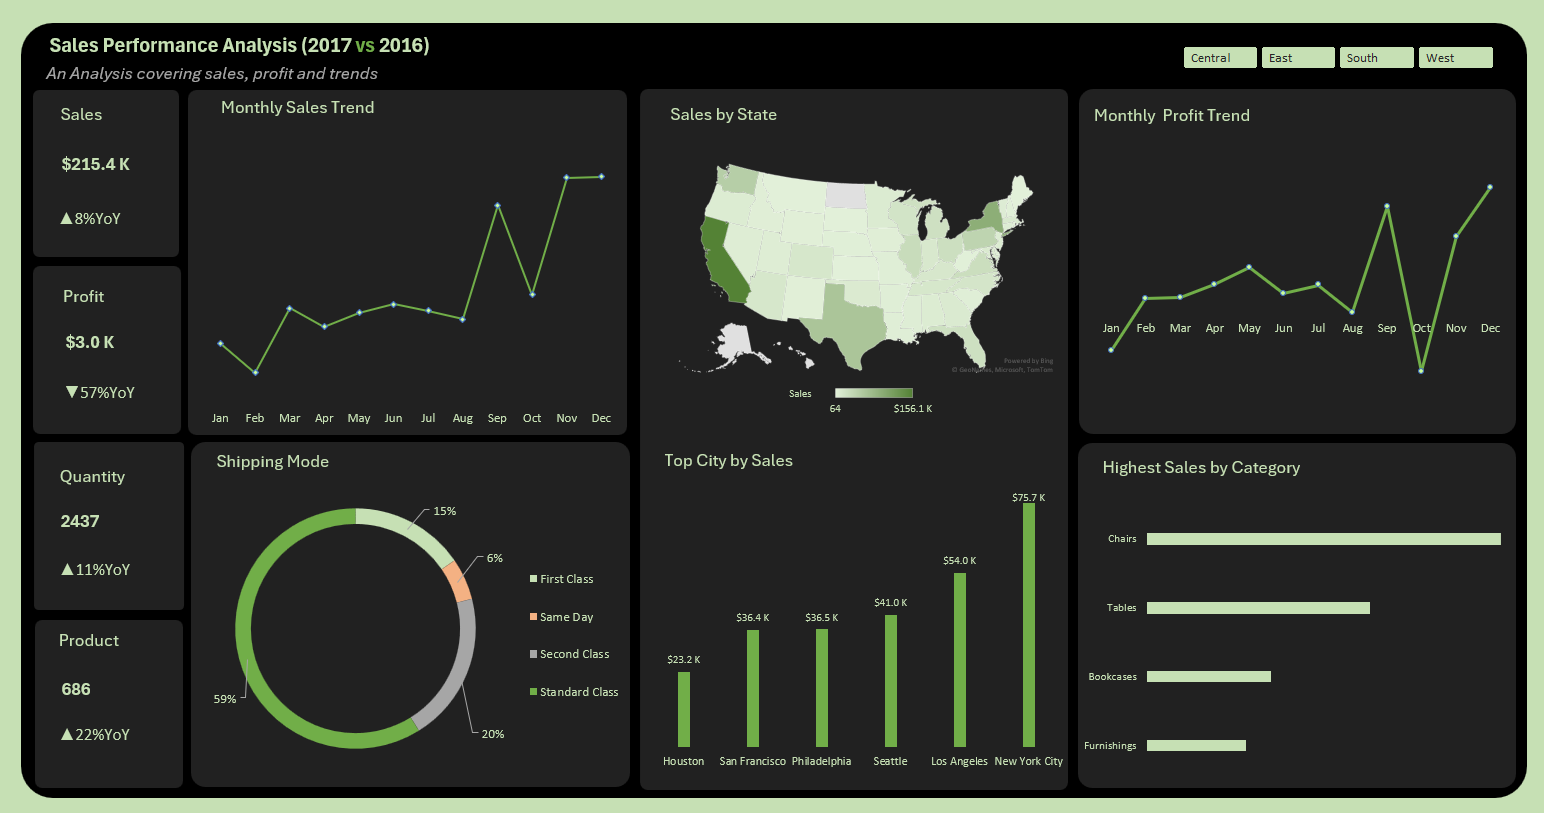 Sales Performance Analysis (2017 vs 2016)
An Analysis covering sales, profit and trends
Central
East
South
West
Sales
$215.4 K
▲8%YoY
Profit
$3.0 K
▼57%YoY
Quantity
2437
▲11%YoY
Product
686
▲22%YoY
Monthly Sales Trend
Jan Feb Mar Apr May Jun Jul Aug Sep Oct Nov Dec
Shipping Mode
15%
6%
59%
20%
First Class
Same Day
Second Class
Standard Class
Sales by State
Powered by Bing
© GeoNames, Microsoft, TomTom
Sales
64 $156.1 K
Top City by Sales
$23.2 K
$36.4 K
$36.5 K
$41.0 K
$54.0 K
$75.7 K
Houston San Francisco Philadelphia Seattle Los Angeles New York City
Monthly  Profit Trend
Jan Feb Mar Apr May Jun Jul Aug Sep Oct Nov Dec
Highest Sales by Category
Chairs
Tables
Bookcases
Furnishings